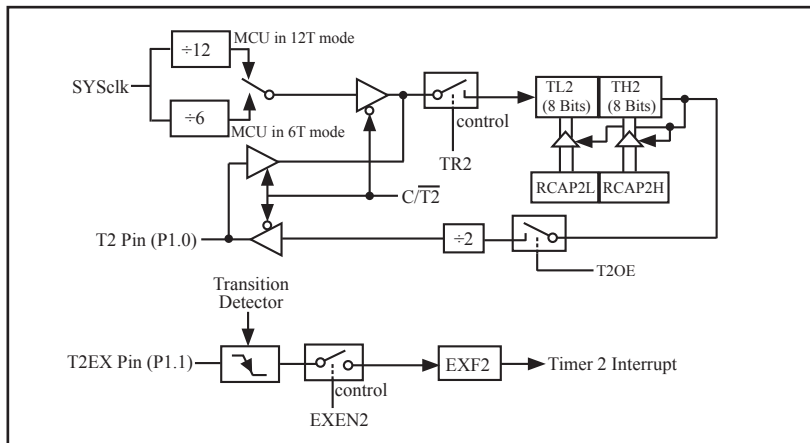 ÷12
MCU in 12T mode
SYSclk
÷6
MCU in 6T mode
TL2
(8 Bits)
TH2
(8 Bits)
control
TR2
RCAP2L
RCAP2H
C/T2
T2 Pin (P1.0)
÷2
T2OE
Transition
Detector
T2EX Pin (P1.1)
control
EXEN2
EXF2
Timer 2 Interrupt